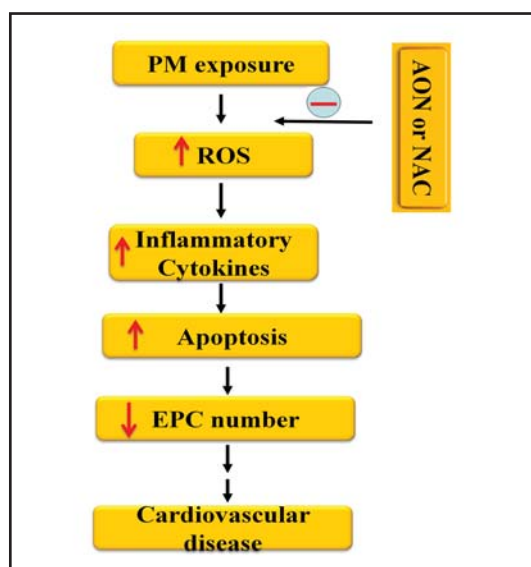 PM exposure
AON or NAC
ROS
Inflammatory
Cytokines
Apoptosis
EPC number
Cardiovascular
disease